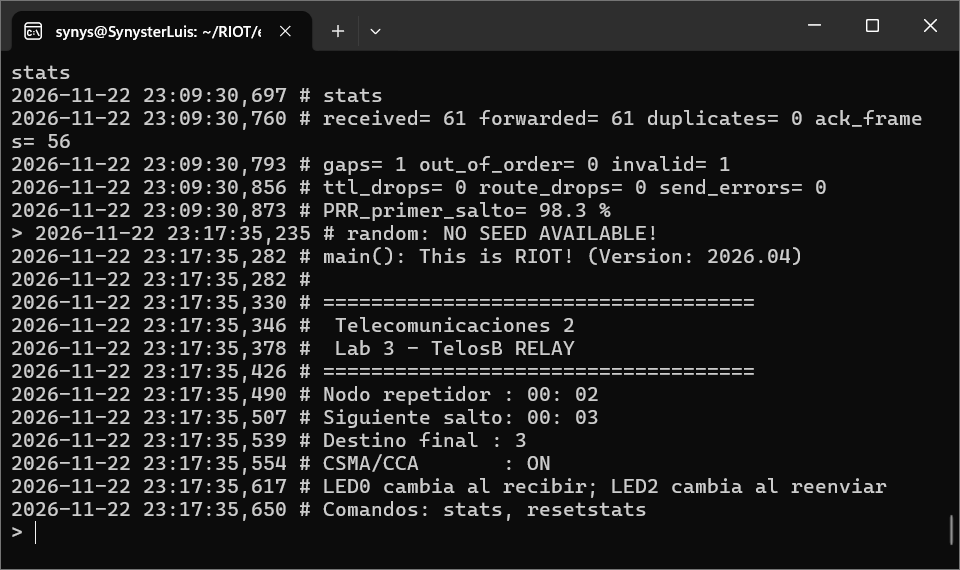 synys@SynysterLuis: ~/RIOT/e
stats
2026-11-22 23:09:30,697 # stats
2026-11-22 23:09:30,760 # received= 61 forwarded= 61 duplicates= 0 ack_frame
s= 56
2026-11-22 23:09:30,793 # gaps= 1 out_of_order= 0 invalid= 1
2026-11-22 23:09:30,856 # ttl_drops= 0 route_drops= 0 send_errors= 0
2026-11-22 23:09:30,873 # PRR_primer_salto= 98.3 %
> 2026-11-22 23:17:35,235 # random: NO SEED AVAILABLE!
2026-11-22 23:17:35,282 # main(): This is RIOT! (Version: 2026.04)
2026-11-22 23:17:35,282 #
2026-11-22 23:17:35,330 # ====================================
2026-11-22 23:17:35,346 #  Telecomunicaciones 2
2026-11-22 23:17:35,378 #  Lab 3 - TelosB RELAY
2026-11-22 23:17:35,426 # ====================================
2026-11-22 23:17:35,490 # Nodo repetidor : 00: 02
2026-11-22 23:17:35,507 # Siguiente salto: 00: 03
2026-11-22 23:17:35,539 # Destino final : 3
2026-11-22 23:17:35,554 # CSMA/CCA       : ON
2026-11-22 23:17:35,617 # LED0 cambia al recibir; LED2 cambia al reenviar
2026-11-22 23:17:35,650 # Comandos: stats, resetstats
>